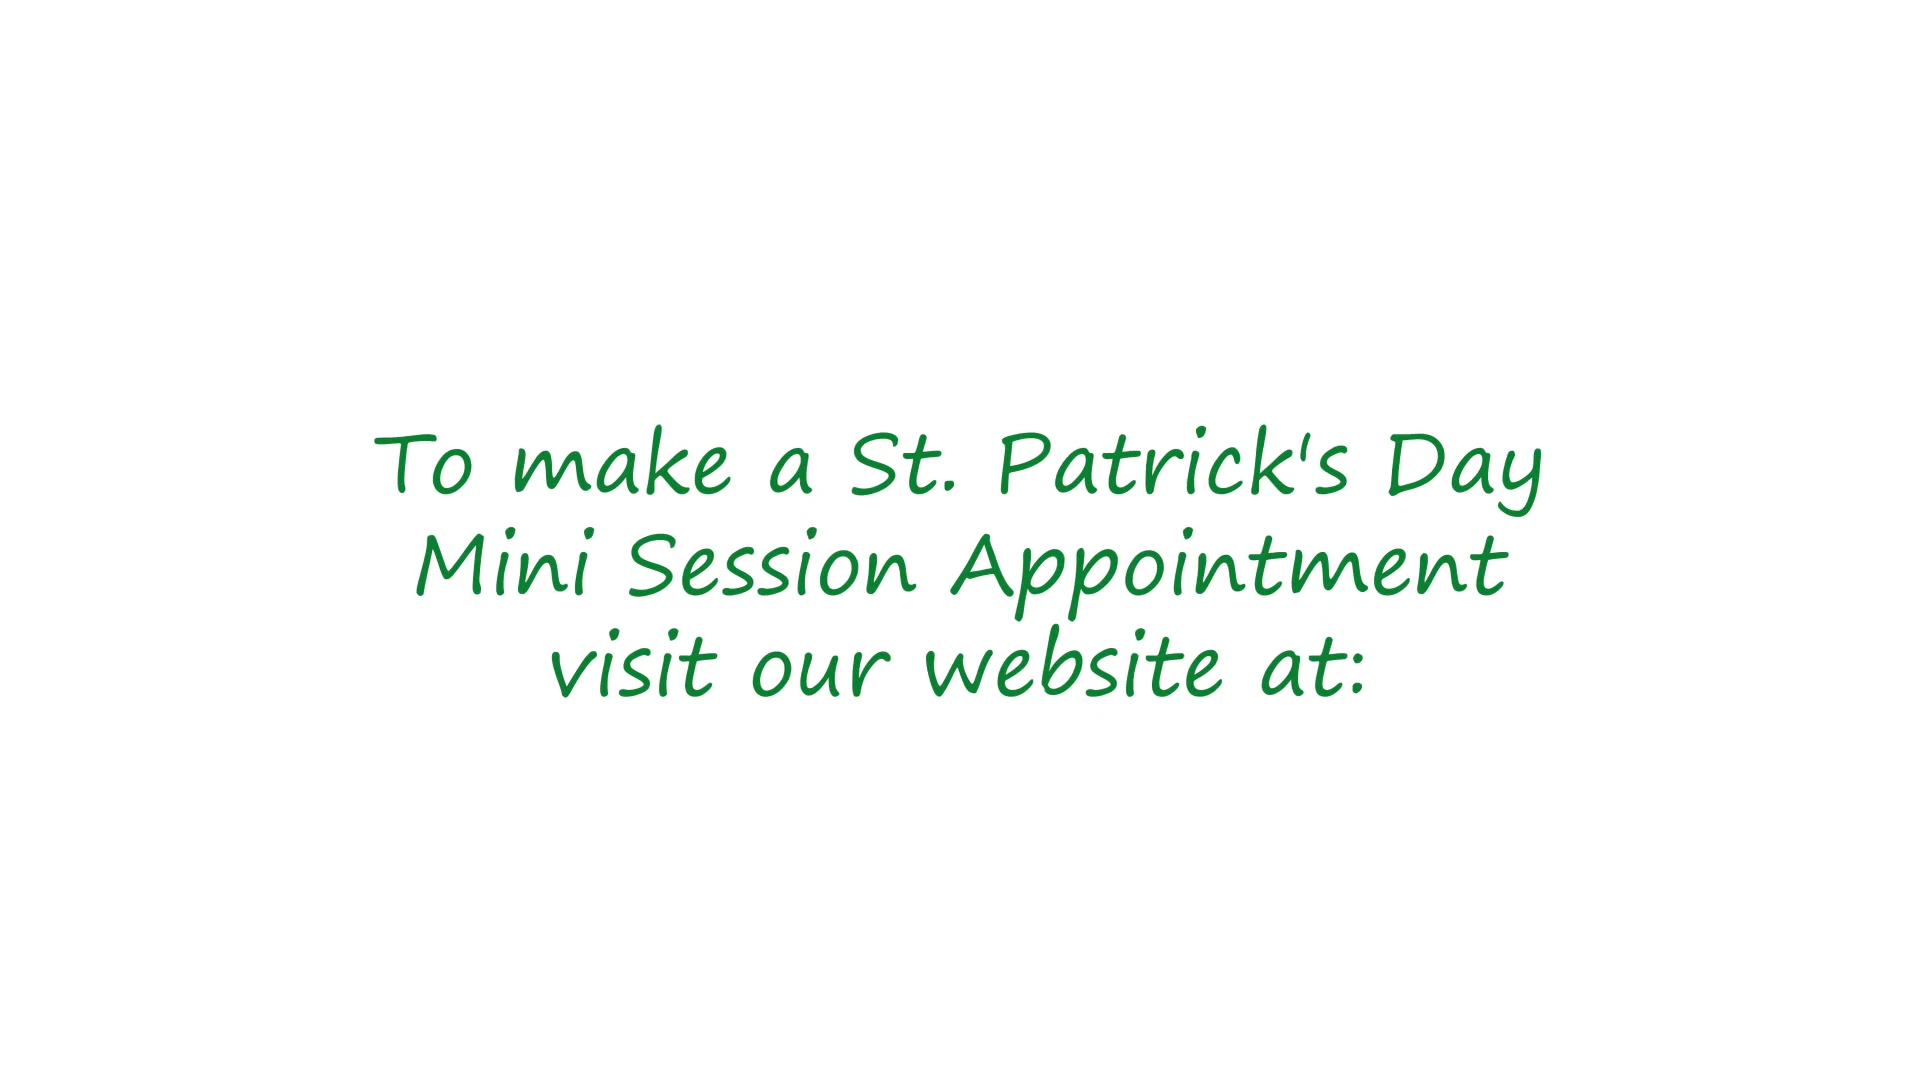 To make a St. Patrick's Day
Mini Session Appointment
visit our website at: